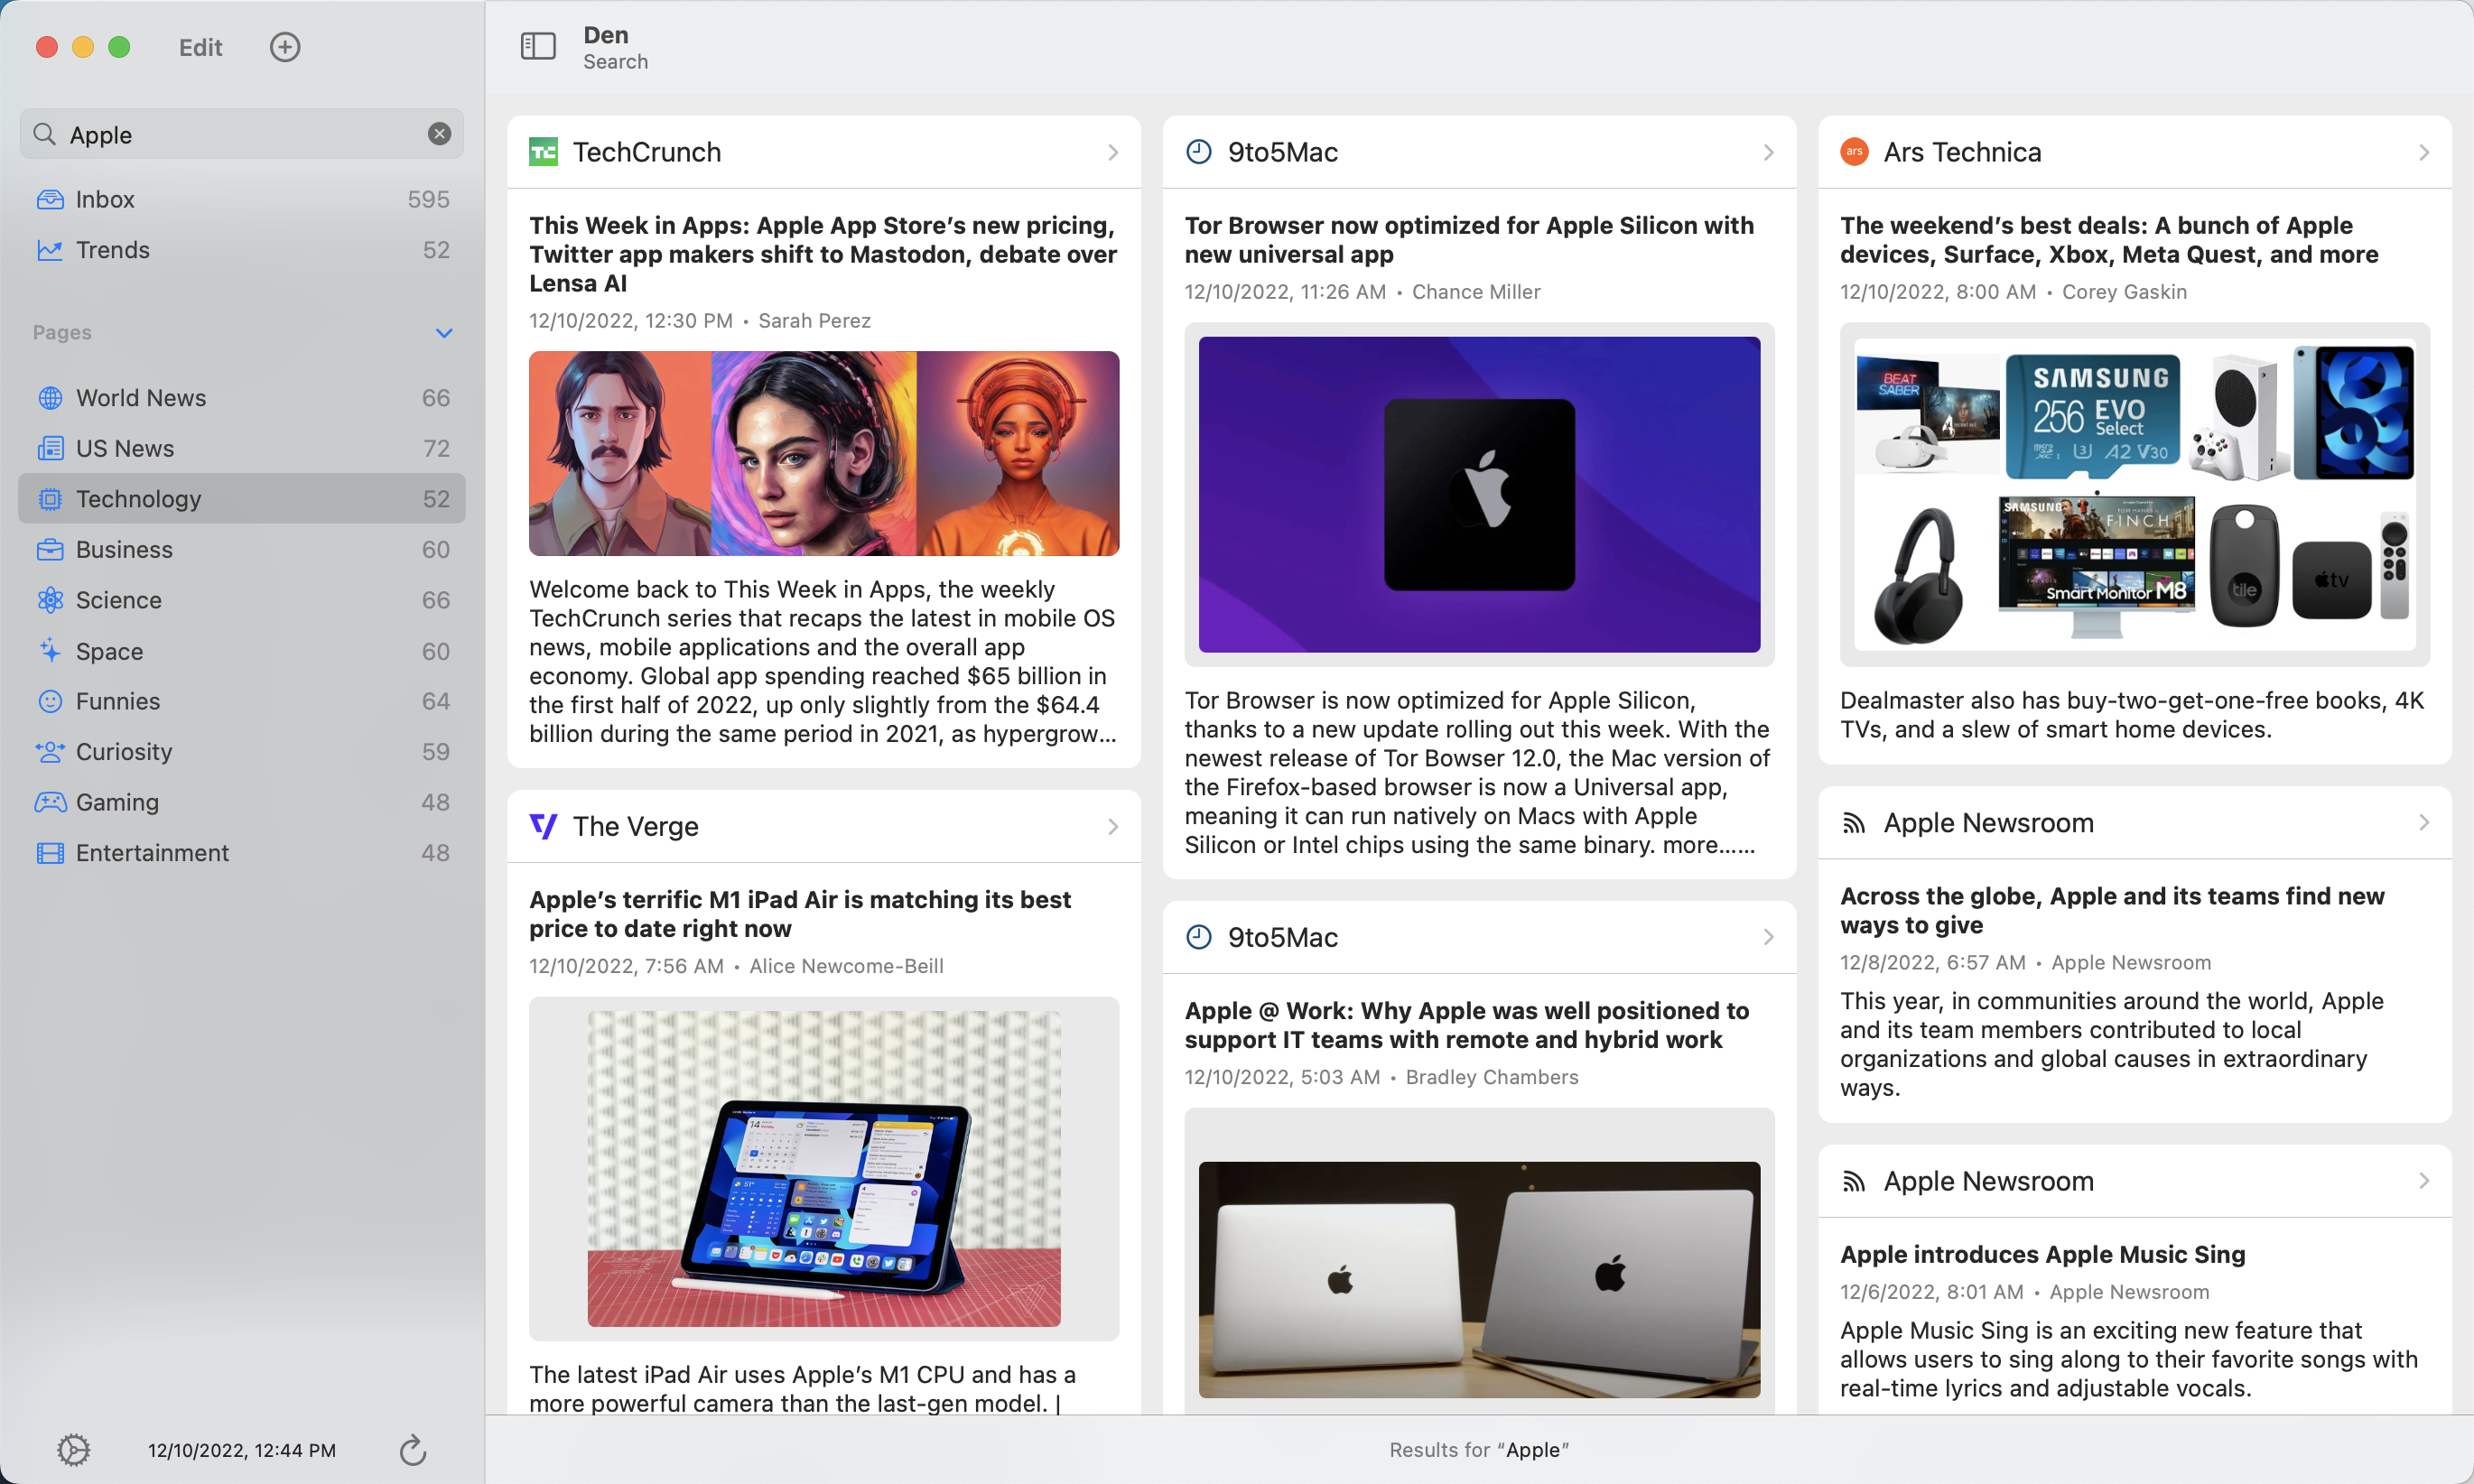 Edit
Apple
Inbox 595
Trends 52
Pages
World News 66
US News 72
Technology 52
Business 60
Science 66
Space 60
Funnies 64
Curiosity 59
Gaming 48
Entertainment 48
12/10/2022, 12:44 PM
Den
Search
TechCrunch
This Week in Apps: Apple App Store’s new pricing,
Twitter app makers shift to Mastodon, debate over
Lensa AI
12/10/2022, 12:30 PM • Sarah Perez
Welcome back to This Week in Apps, the weekly
TechCrunch series that recaps the latest in mobile OS
news, mobile applications and the overall app
economy. Global app spending reached $65 billion in
the first half of 2022, up only slightly from the $64.4
billion during the same period in 2021, as hypergrow...
The Verge
Apple’s terrific M1 iPad Air is matching its best
price to date right now
12/10/2022, 7:56 AM • Alice Newcome-Beill
The latest iPad Air uses Apple’s M1 CPU and has a
more powerful camera than the last-gen model. |
9to5Mac
Tor Browser now optimized for Apple Silicon with
new universal app
12/10/2022, 11:26 AM • Chance Miller
Tor Browser is now optimized for Apple Silicon,
thanks to a new update rolling out this week. With the
newest release of Tor Bowser 12.0, the Mac version of
the Firefox-based browser is now a Universal app,
meaning it can run natively on Macs with Apple
Silicon or Intel chips using the same binary. more......
9to5Mac
Apple @ Work: Why Apple was well positioned to
support IT teams with remote and hybrid work
12/10/2022, 5:03 AM • Bradley Chambers
ars
Ars Technica
The weekend’s best deals: A bunch of Apple
devices, Surface, Xbox, Meta Quest, and more
12/10/2022, 8:00 AM • Corey Gaskin
BEAT
SABER
SAMSUNG
256 EVO
Select
U3 A2 V30
SAMSUNG
FINCH
Smart Monitor M8
tile
tv
Dealmaster also has buy-two-get-one-free books, 4K
TVs, and a slew of smart home devices.
Apple Newsroom
Across the globe, Apple and its teams find new
ways to give
12/8/2022, 6:57 AM • Apple Newsroom
This year, in communities around the world, Apple
and its team members contributed to local
organizations and global causes in extraordinary
ways.
Apple Newsroom
Apple introduces Apple Music Sing
12/6/2022, 8:01 AM • Apple Newsroom
Apple Music Sing is an exciting new feature that
allows users to sing along to their favorite songs with
real-time lyrics and adjustable vocals.
Results for “Apple”